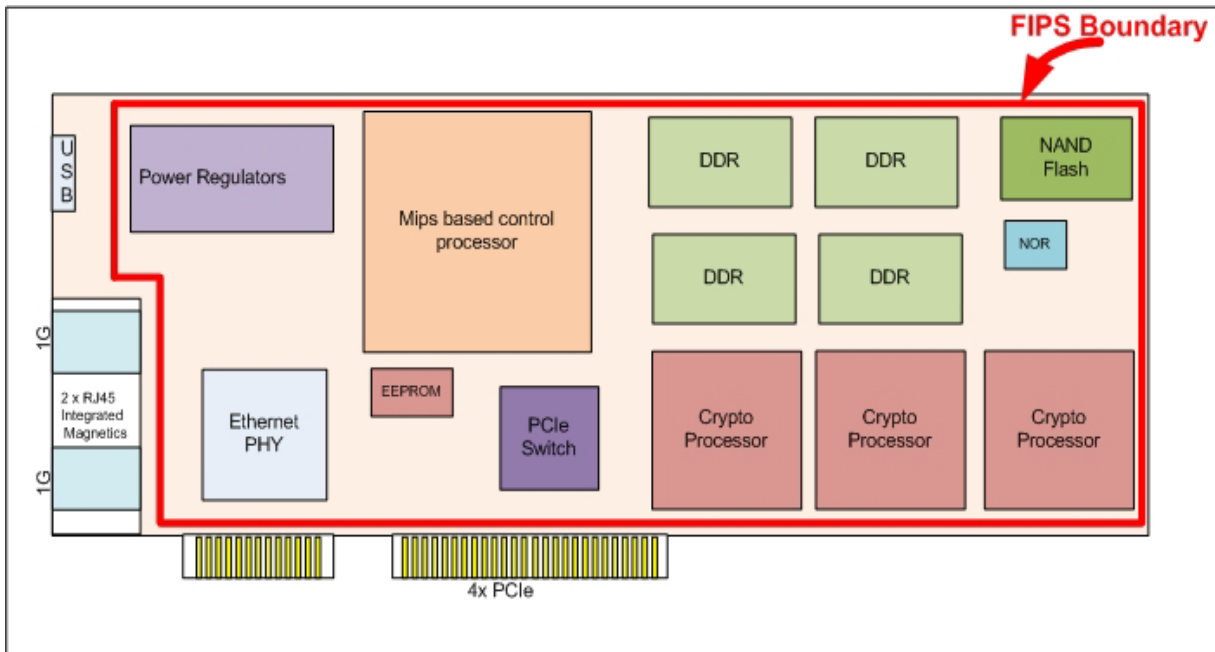 FIPS Boundary
USB
Power Regulators
Mips based control
processor
DDR
DDR
NAND
Flash
NOR
DDR
DDR
1G
2 x RJ45
Integrated
Magnetics
1G
Ethernet
PHY
EEPROM
PCIe
Switch
Crypto
Processor
Crypto
Processor
Crypto
Processor
4x PCIe